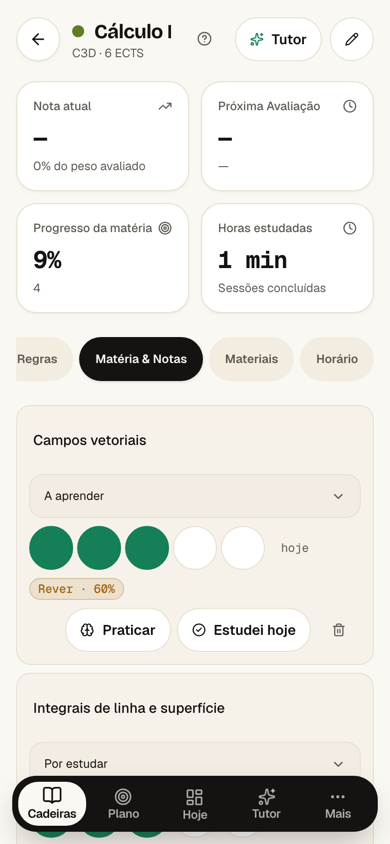 Cálculo I
C3D · 6 ECTS
Tutor
Nota atual
—
0% do peso avaliado
Próxima Avaliação
—
—
Progresso da matéria
9%
4
Horas estudadas
1 min
Sessões concluídas
Regras
Matéria & Notas
Materiais
Horário
Campos vetoriais
A aprender
hoje
Rever · 60%
Praticar
Estudei hoje
Integrais de linha e superfície
Por estudar
Cadeiras
Plano
Hoje
Tutor
Mais